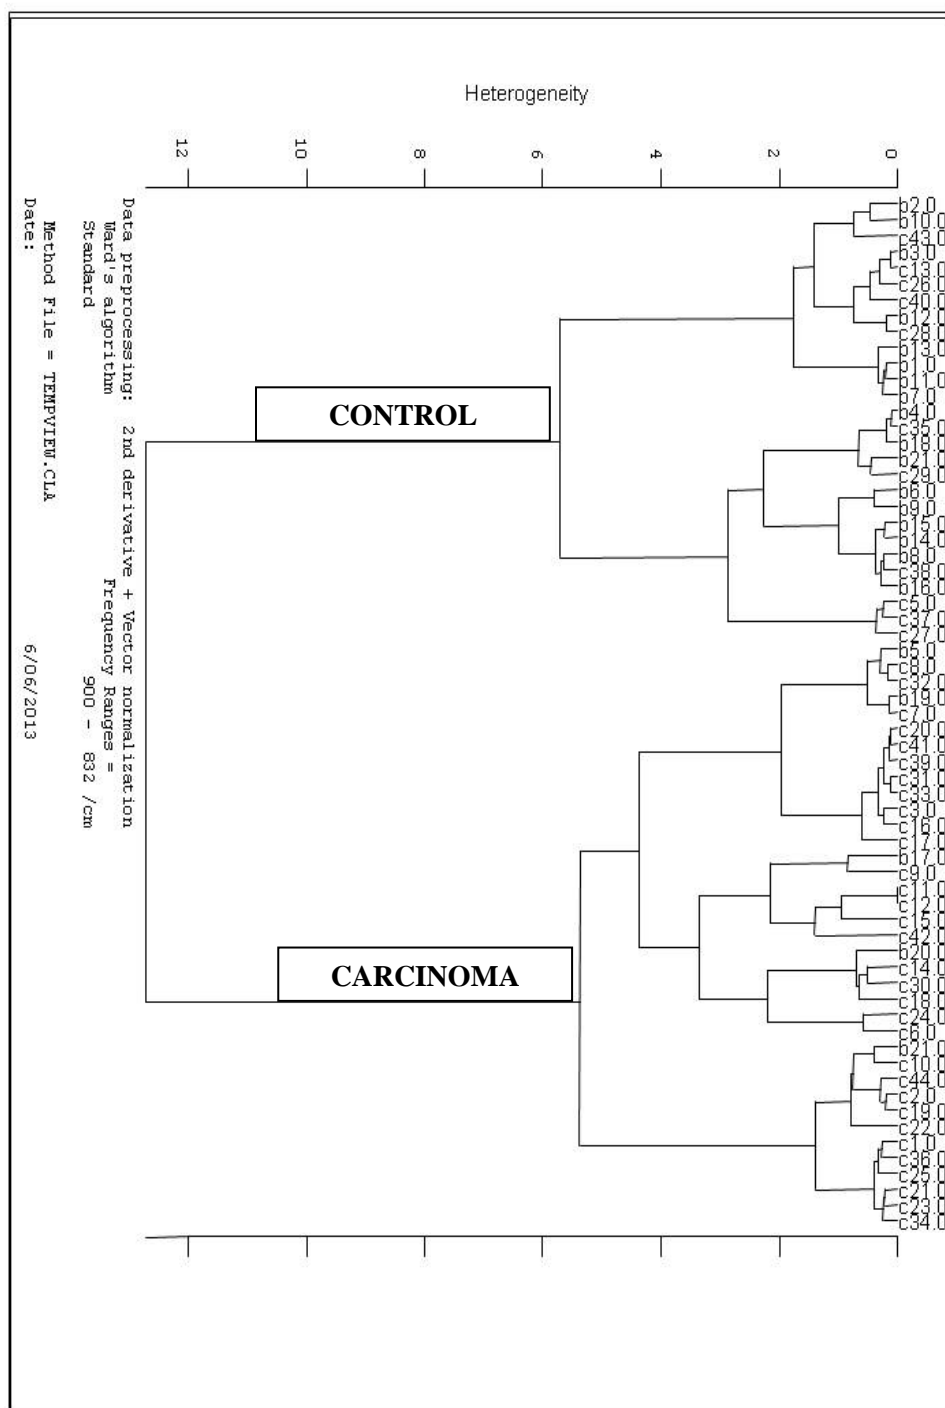 Heterogeneity
12
10
8
6
4
2
0
b2.0
b10.0
c43.0
b3.0
c13.0
c26.0
c40.0
b12.0
c28.0
b13.0
b1.0
b11.0
b7.0
b4.0
c35.0
b18.0
b21.0
c29.0
b6.0
b9.0
b15.0
b14.0
b8.0
c38.0
b16.0
c5.0
c37.0
c27.0
b5.0
c8.0
c32.0
b19.0
c7.0
c20.0
c41.0
c39.0
c31.0
c33.0
c3.0
c16.0
c17.0
b17.0
c9.0
c11.0
c12.0
c15.0
c42.0
b20.0
c14.0
c30.0
c18.0
c24.0
c6.0
b21.0
c10.0
c44.0
c2.0
c19.0
c22.0
c1.0
c36.0
c25.0
c21.0
c23.0
c34.0
CONTROL
CARCINOMA
Data preprocessing: 2nd derivative + Vector normalization
Ward's algorithm Frequency Ranges =
Standard 900 - 832 /cm
Method File = TEMPVIEW.CLA
Date: 6/06/2013